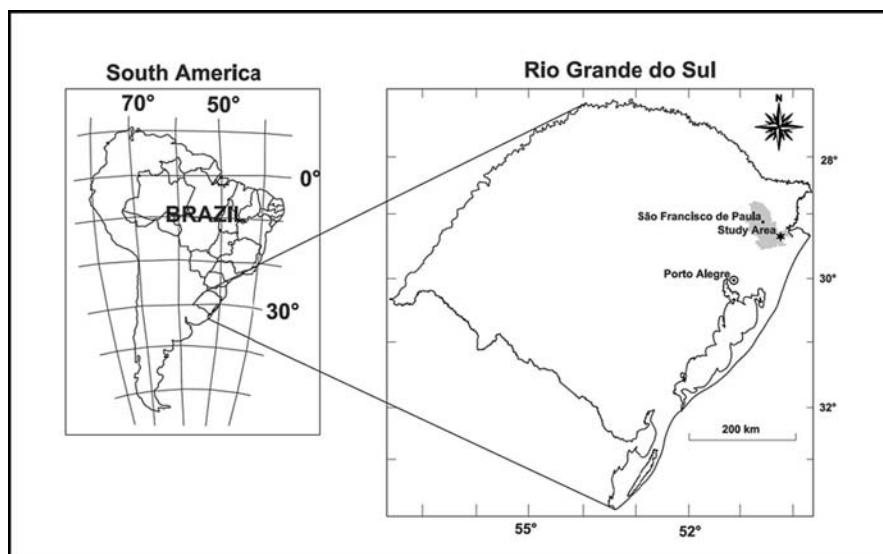 South America
70° 50°
0°
BRAZIL
30°
Rio Grande do Sul
N
28°
São Francisco de Paula
Study Area
Porto Alegre
30°
32°
200 km
55° 52°